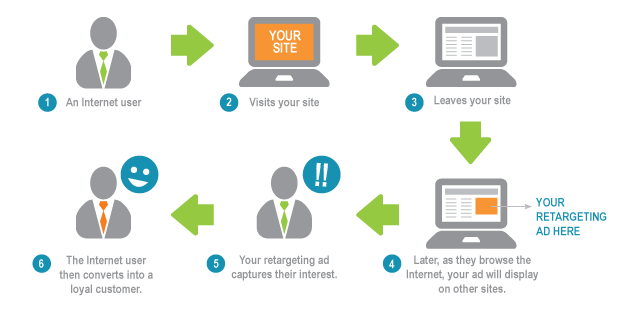 YOUR
SITE
1 An Internet user
2 Visits your site
3 Leaves your site
YOUR
RETARGETING
AD HERE
4 Later, as they browse the
Internet, your ad will display
on other sites.
!!
5 Your retargeting ad
captures their interest.
6 The Internet user
then converts into a
loyal customer.